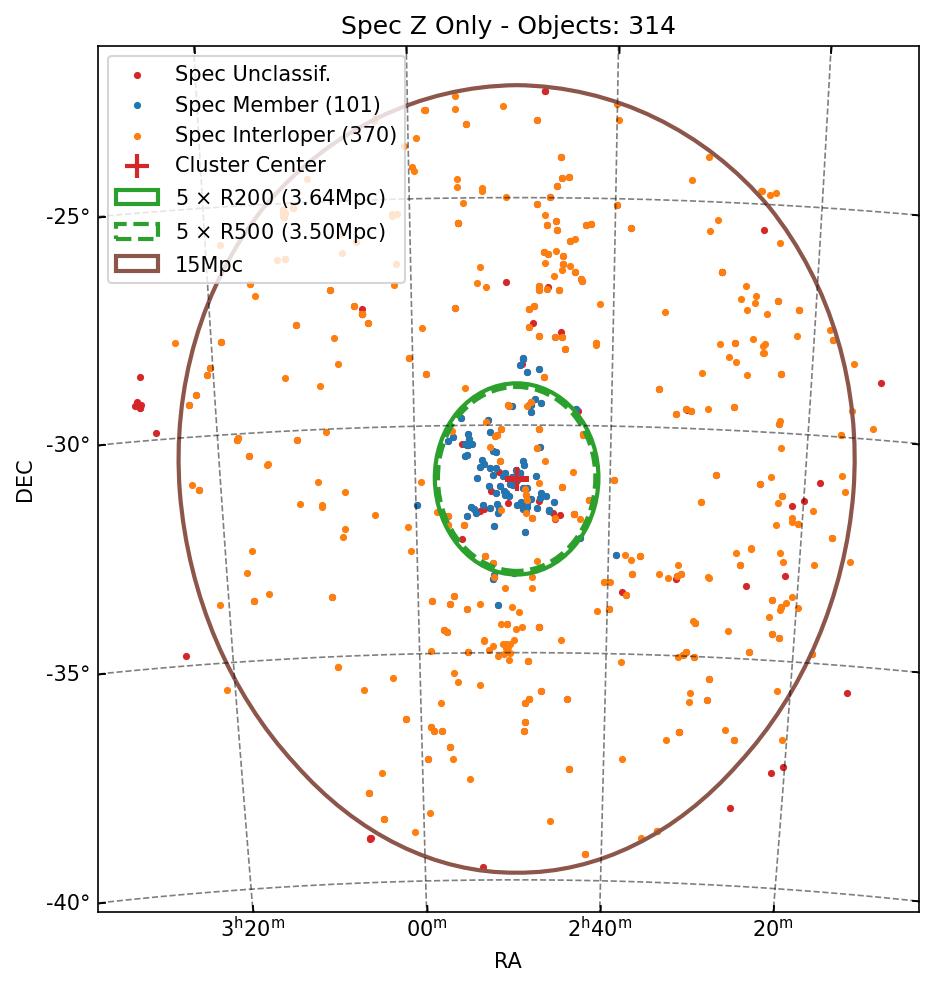 Spec Z Only - Objects: 314
Spec Unclassif.
Spec Member (101)
Spec Interloper (370)
Cluster Center
5 × R200 (3.64Mpc)
5 × R500 (3.50Mpc)
15Mpc
-25°
-30°
-35°
-40°
DEC
3ʰ20ᵐ
00ᵐ
2ʰ40ᵐ
20ᵐ
RA